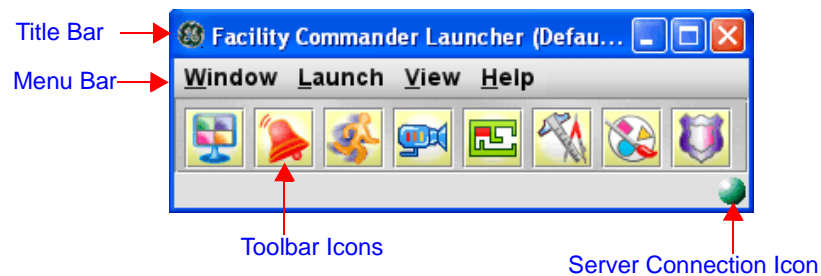 Title Bar
Facility Commander Launcher (Defau...
Menu Bar
Window Launch View Help
Toolbar Icons
Server Connection Icon